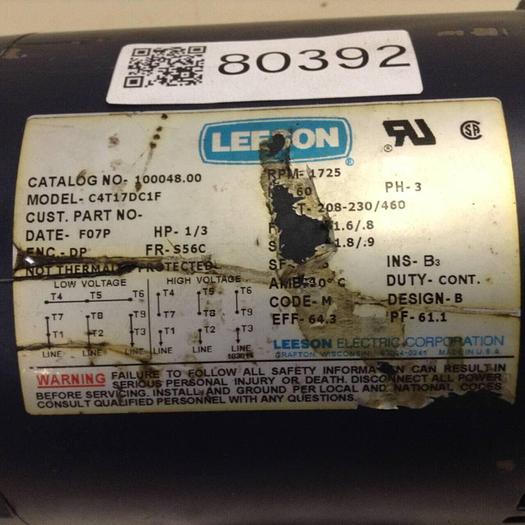 80392
LEESON
®
CATALOG NO- 100048.00
RPM- 1725
MODEL- C4T17DC1F
60
PH- 3
CUST. PART NO-
T- 208-230/460
DATE- F07P
HP- 1/3
1.6/.8
ENC- DP
FR- S56C
1.8/.9
INS- B3
NOT THERMALLY PROTECTED
AMB- °C
DUTY- CONT.
LOW VOLTAGE
HIGH VOLTAGE
CODE- M
DESIGN- B
T4 T5 T6 T4 T5 T6
EFF- 64.3
PF- 61.1
T7 T8 T9 T7 T8 T9
T1 T2 T3 T1 T2 T3
LEESON ELECTRIC CORPORATION
LINE LINE LINE LINE LINE LINE
GRAFTON, WISCONSIN MADE IN U.S.A.
WARNING FAILURE TO FOLLOW ALL SAFETY INFORMATION CAN RESULT IN
SERIOUS PERSONAL INJURY OR DEATH. DISCONNECT ALL POWER
BEFORE SERVICING. INSTALL AND GROUND PER LOCAL AND NATIONAL CODES
CONSULT QUALIFIED PERSONNEL WITH ANY QUESTIONS.